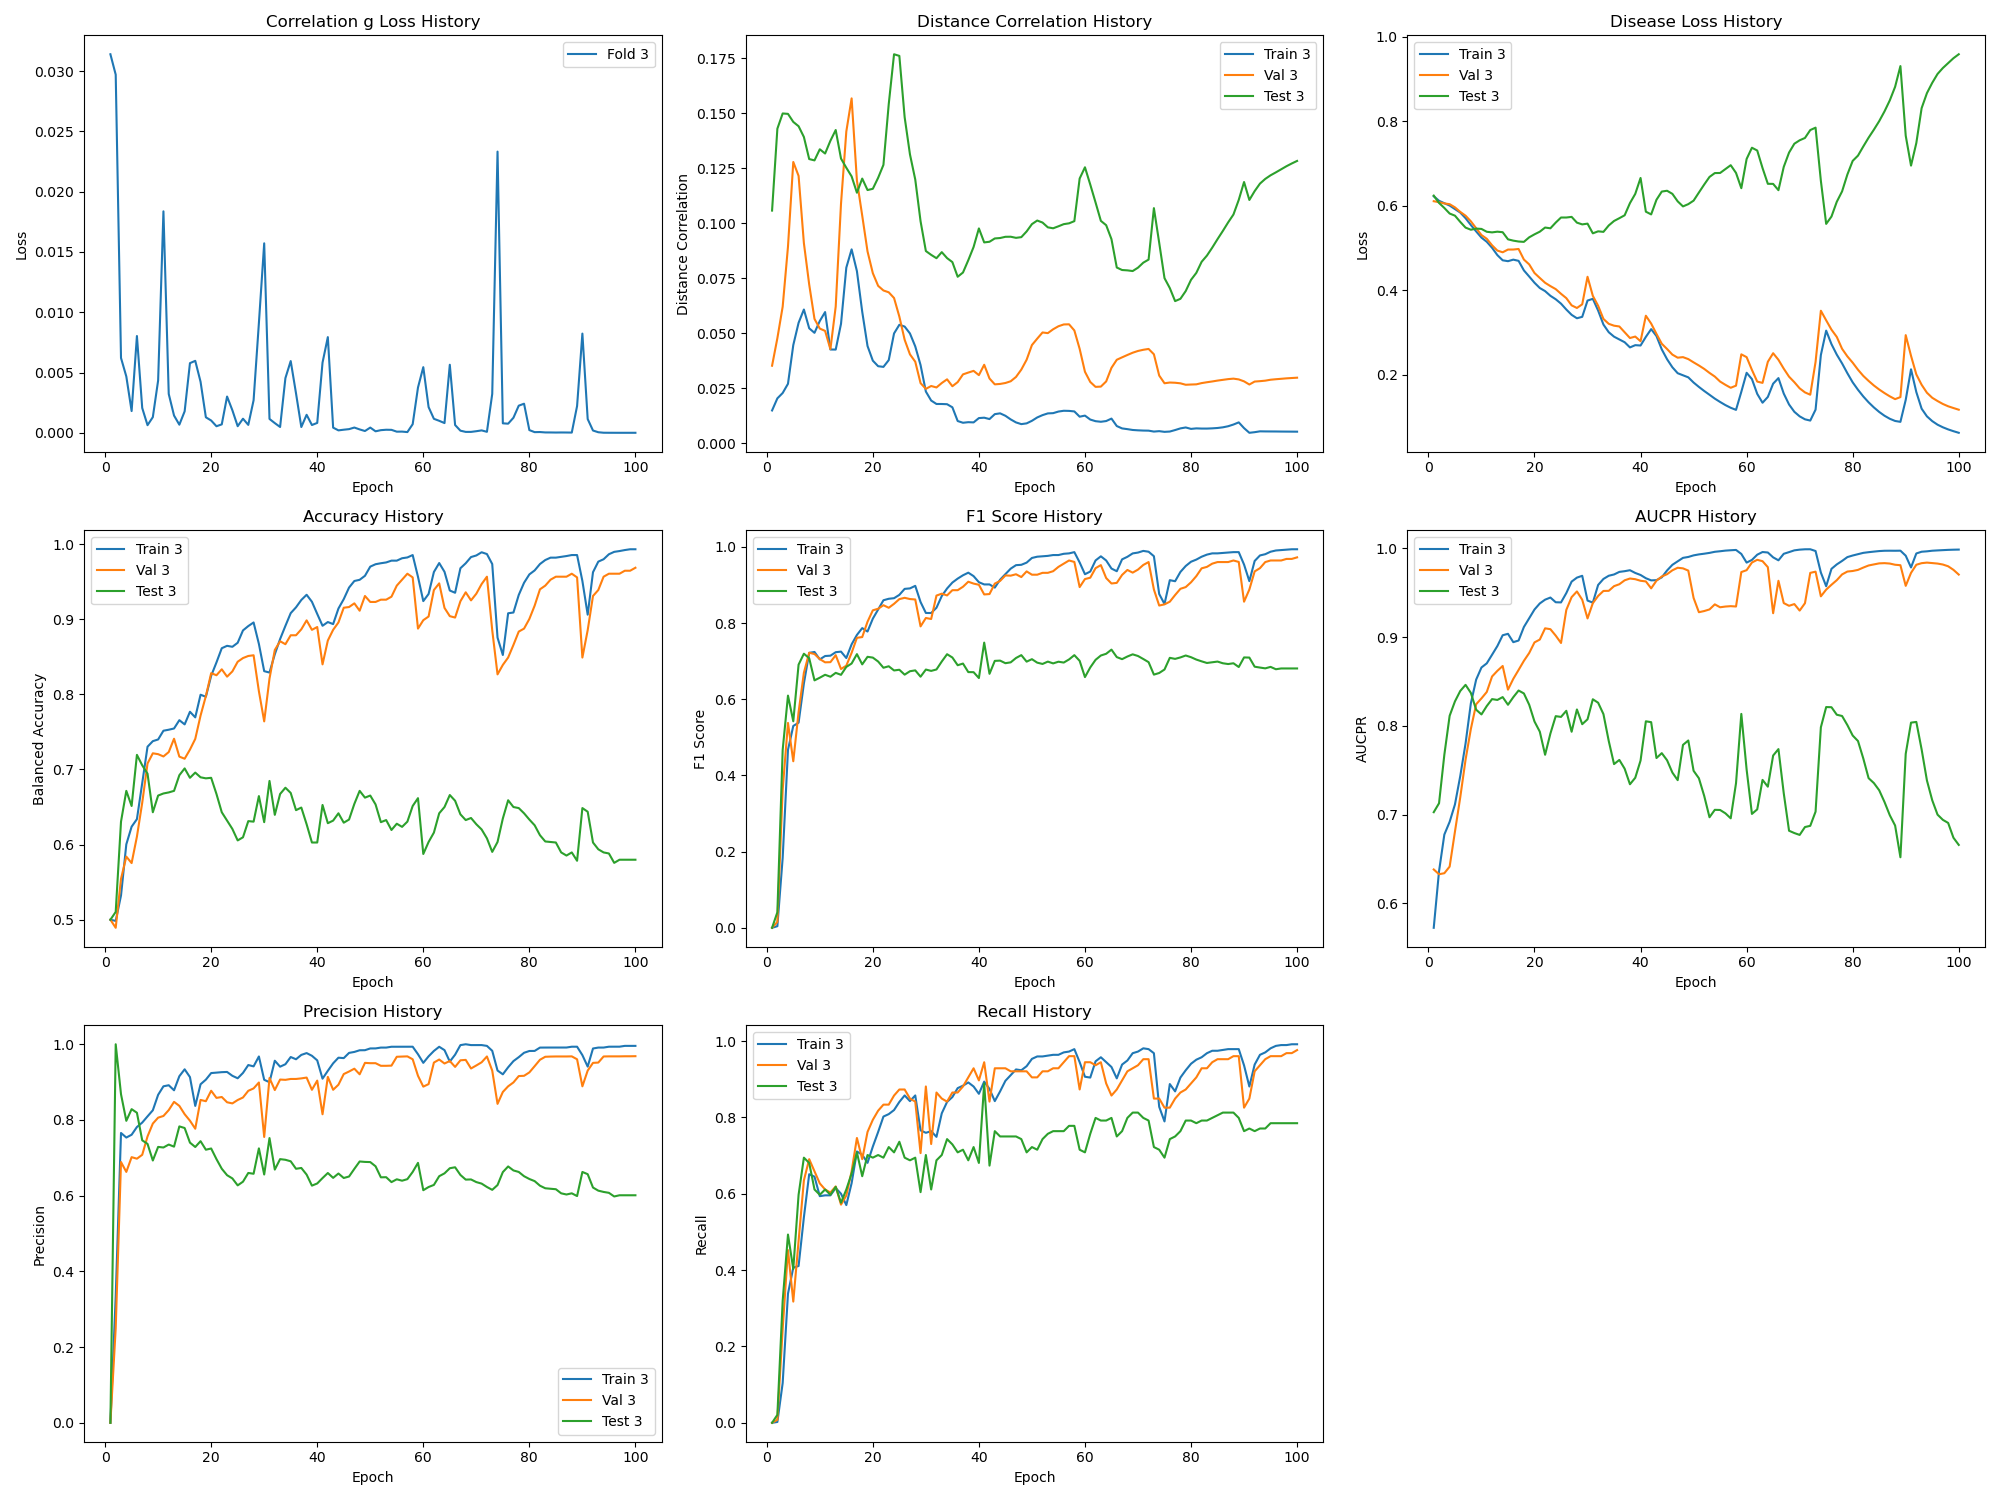 Correlation g Loss History
Fold 3
0.030
0.025
0.020
0.015
0.010
0.005
0.000
Loss
0 20 40 60 80 100
Epoch
Distance Correlation History
Train 3
Val 3
Test 3
0.175
0.150
0.125
0.100
0.075
0.050
0.025
0.000
Distance Correlation
0 20 40 60 80 100
Epoch
Disease Loss History
Train 3
Val 3
Test 3
1.0
0.8
0.6
0.4
0.2
Loss
0 20 40 60 80 100
Epoch
Accuracy History
Train 3
Val 3
Test 3
1.0
0.9
0.8
0.7
0.6
0.5
Balanced Accuracy
0 20 40 60 80 100
Epoch
F1 Score History
Train 3
Val 3
Test 3
1.0
0.8
0.6
0.4
0.2
0.0
F1 Score
0 20 40 60 80 100
Epoch
AUCPR History
Train 3
Val 3
Test 3
1.0
0.9
0.8
0.7
0.6
AUCPR
0 20 40 60 80 100
Epoch
Precision History
1.0
0.8
0.6
0.4
0.2
0.0
Precision
Train 3
Val 3
Test 3
0 20 40 60 80 100
Epoch
Recall History
Train 3
Val 3
Test 3
1.0
0.8
0.6
0.4
0.2
0.0
Recall
0 20 40 60 80 100
Epoch